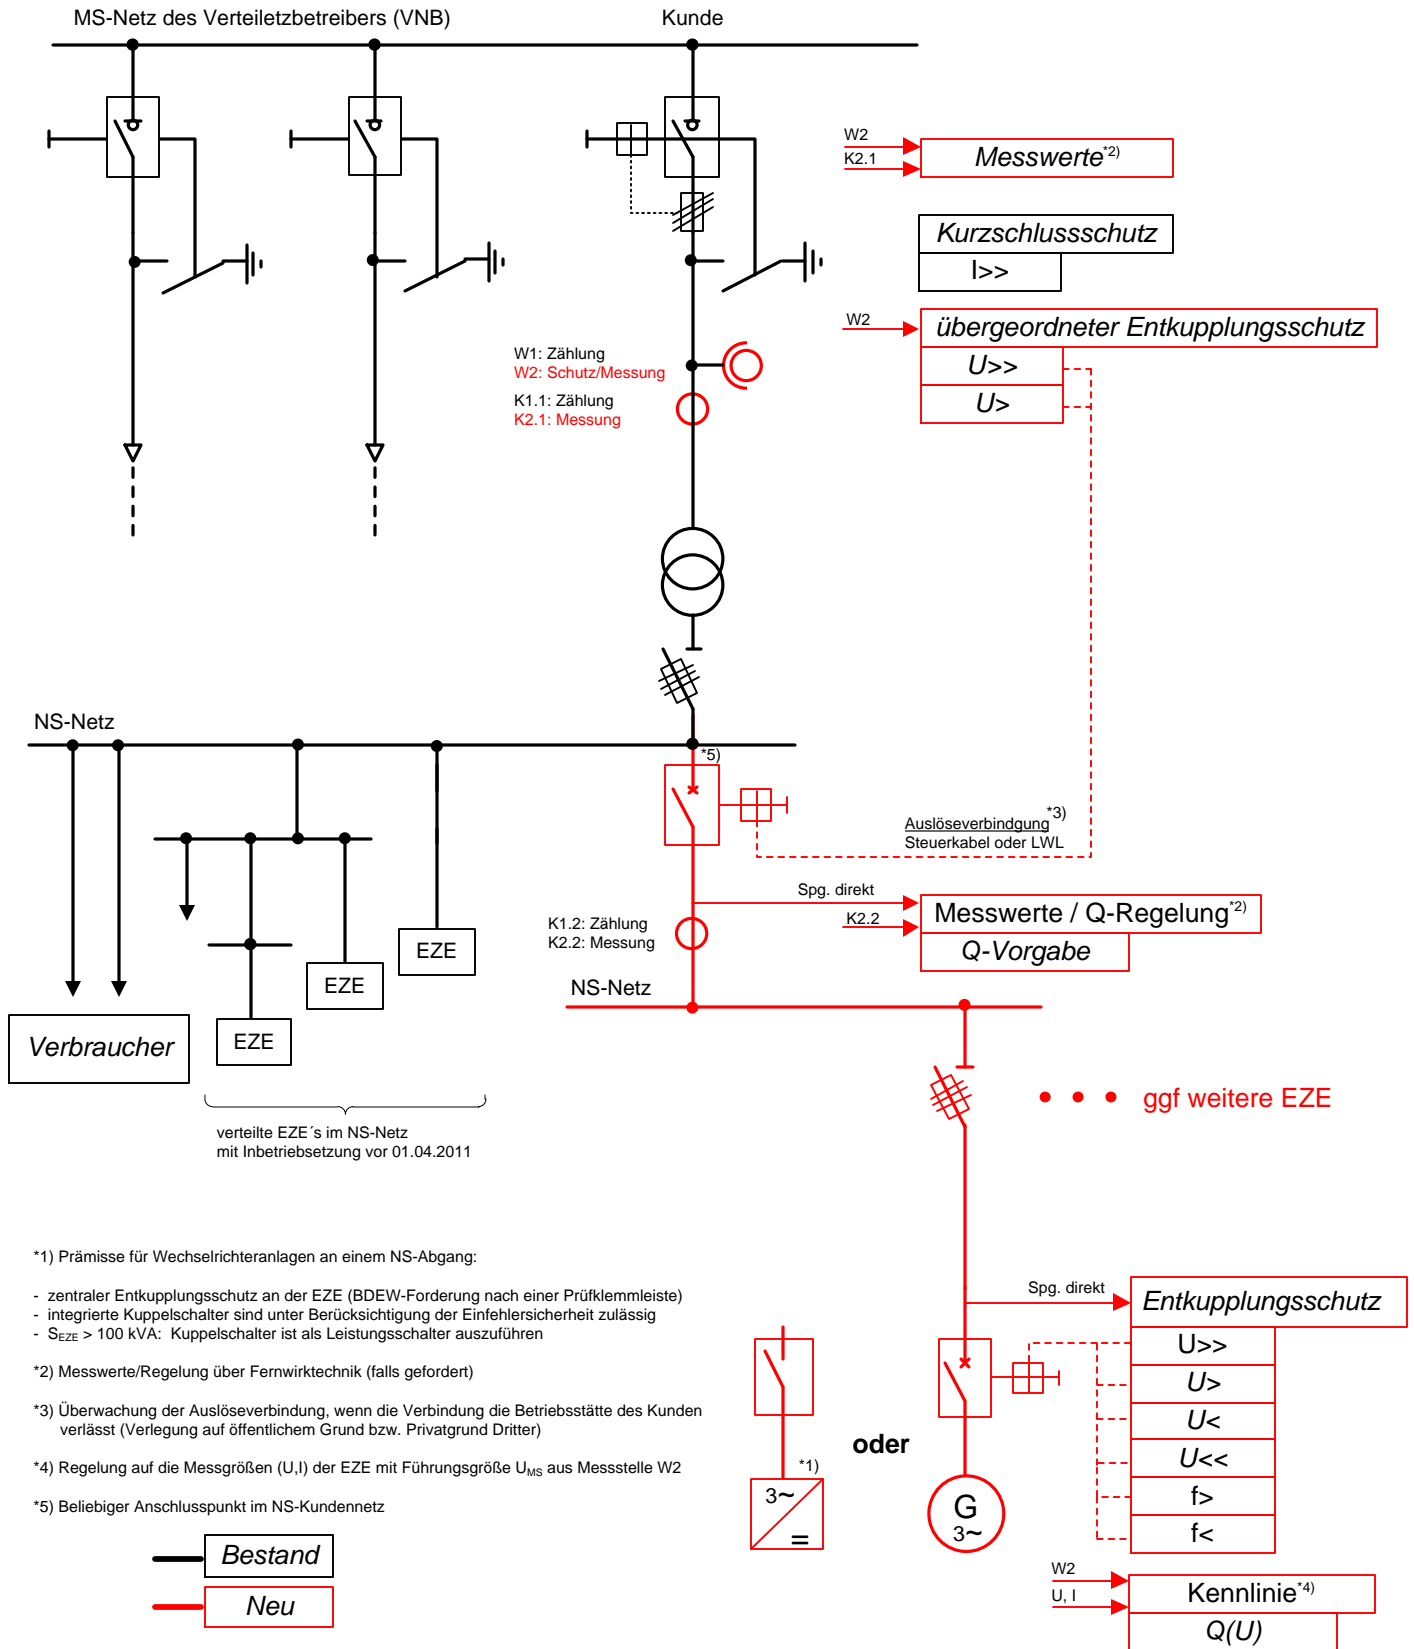 MS-Netz des Verteiletzbetreibers (VNB)
Kunde
W2
K2.1
Messwerte*2)
Kurzschlussschutz
I>>
W2
übergeordneter Entkupplungsschutz
U>>
U>
W1: Zählung
W2: Schutz/Messung
K1.1: Zählung
K2.1: Messung
NS-Netz
*5)
*3)
Auslöseverbindgung
Steuerkabel oder LWL
Spg. direkt
K2.2
Messwerte / Q-Regelung*2)
Q-Vorgabe
K1.2: Zählung
K2.2: Messung
NS-Netz
EZE
EZE
EZE
Verbraucher
verteilte EZE´s im NS-Netz
mit Inbetriebsetzung vor 01.04.2011
ggf weitere EZE
*1) Prämisse für Wechselrichteranlagen an einem NS-Abgang:
- zentraler Entkupplungsschutz an der EZE (BDEW-Forderung nach einer Prüfklemmleiste)
- integrierte Kuppelschalter sind unter Berücksichtigung der Einfehlersicherheit zulässig
- SEZE > 100 kVA: Kuppelschalter ist als Leistungsschalter auszuführen
*2) Messwerte/Regelung über Fernwirktechnik (falls gefordert)
*3) Überwachung der Auslöseverbindung, wenn die Verbindung die Betriebsstätte des Kunden
verlässt (Verlegung auf öffentlichem Grund bzw. Privatgrund Dritter)
*4) Regelung auf die Messgrößen (U,I) der EZE mit Führungsgröße UMS aus Messstelle W2
*5) Beliebiger Anschlusspunkt im NS-Kundennetz
Bestand
Neu
*1)
3~
=
oder
G
3~
Spg. direkt
Entkupplungsschutz
U>>
U>
U<
U<<
f>
f<
W2
U, I
Kennlinie*4)
Q(U)